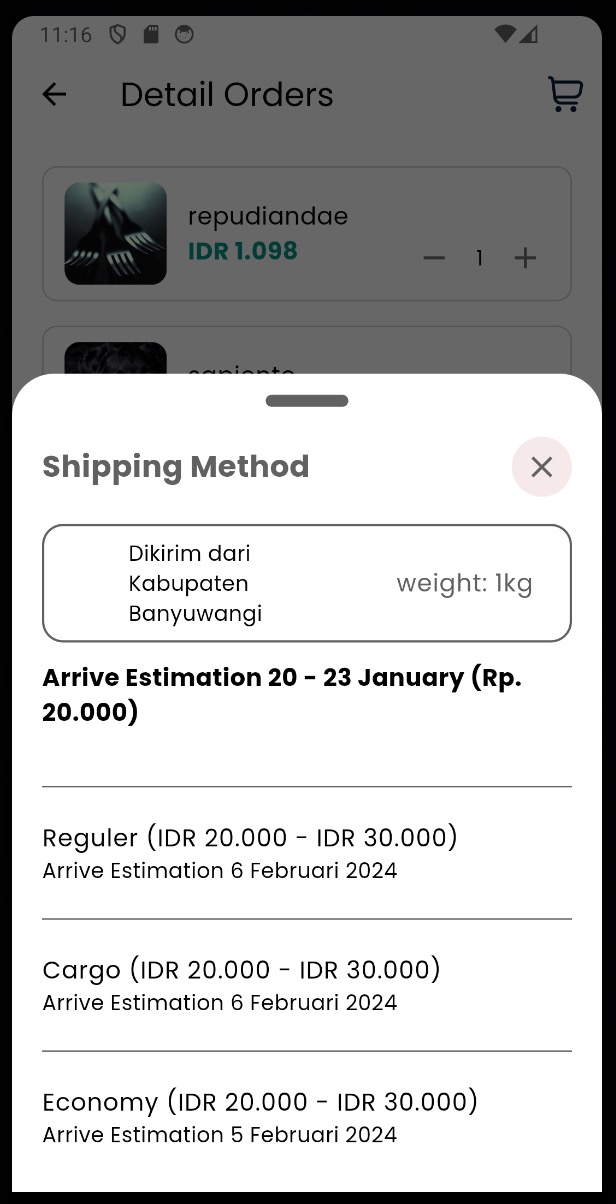 11:16
Detail Orders
repudiandae
IDR 1.098
1
sapiente
Shipping Method
Dikirim dari
Kabupaten
Banyuwangi
weight: 1kg
Arrive Estimation 20 - 23 January (Rp.
20.000)
Reguler (IDR 20.000 - IDR 30.000)
Arrive Estimation 6 Februari 2024
Cargo (IDR 20.000 - IDR 30.000)
Arrive Estimation 6 Februari 2024
Economy (IDR 20.000 - IDR 30.000)
Arrive Estimation 5 Februari 2024